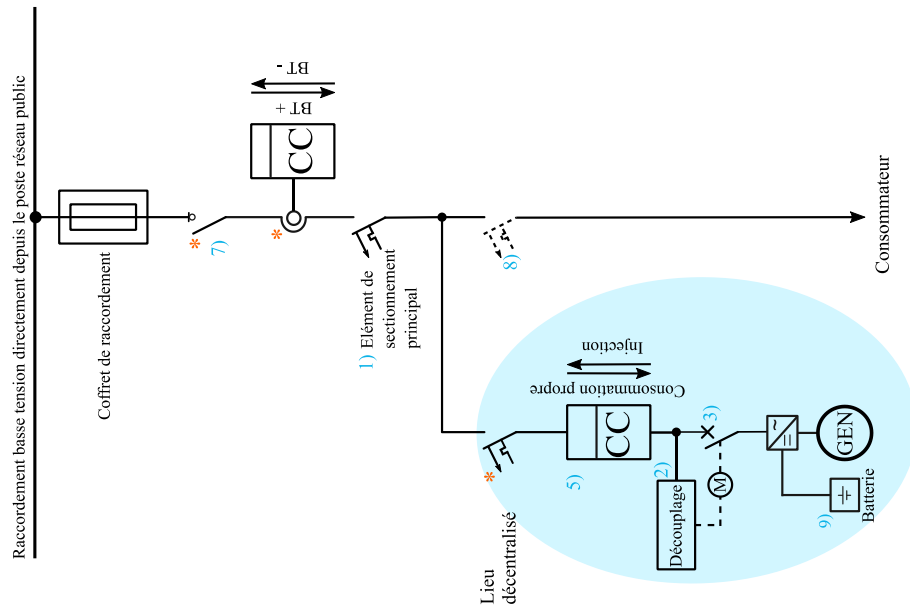 Raccordement basse tension directement depuis le poste réseau public
Coffret de raccordement
*
7)
*
CC
BT +
BT -
1) Elément de
sectionnement
principal
8)
Consommateur
Lieu
décentralisé
*
5)
CC
Consommation propre
Injection
2)
Découplage
M
3)
= ~
GEN
9)
Batterie